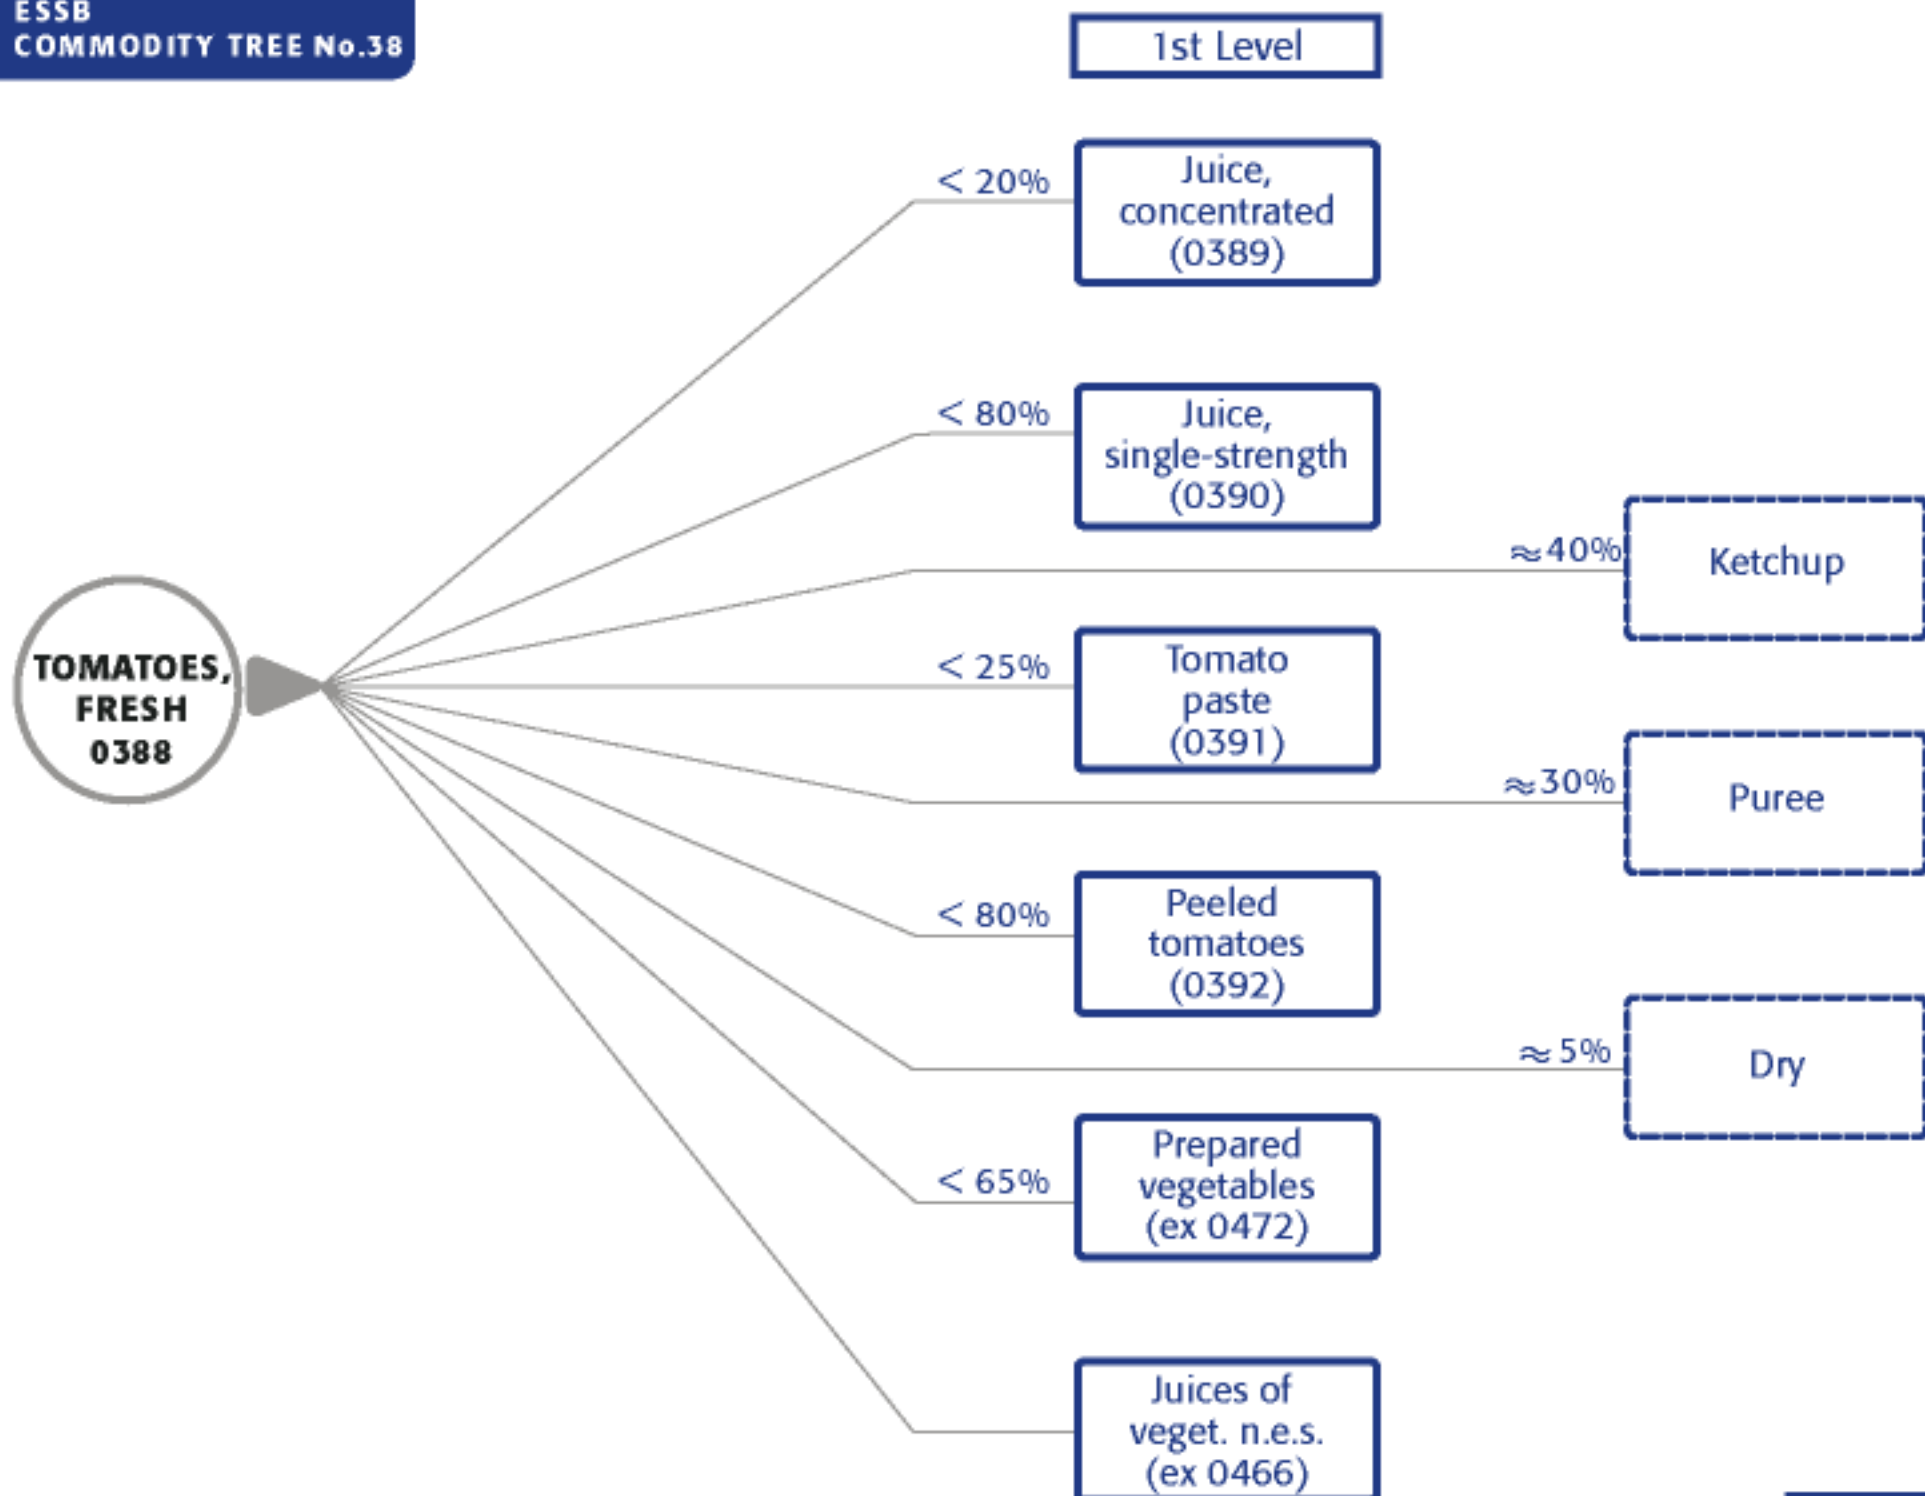 ESSB
COMMODITY TREE No.38
1st Level
< 20%
Juice,
concentrated
(0389)
< 80%
Juice,
single-strength
(0390)
≈40%
Ketchup
TOMATOES,
FRESH
0388
< 25%
Tomato
paste
(0391)
≈30%
Puree
< 80%
Peeled
tomatoes
(0392)
≈5%
Dry
< 65%
Prepared
vegetables
(ex 0472)
Juices of
veget. n.e.s.
(ex 0466)